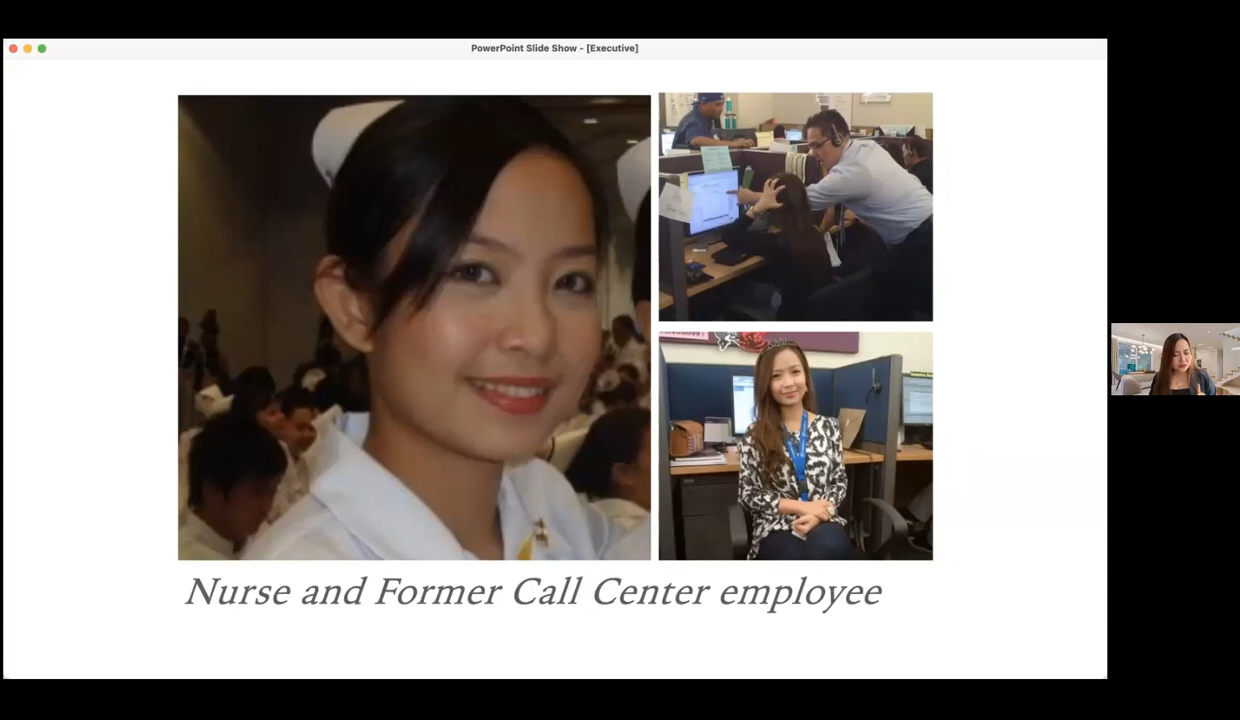 PowerPoint Slide Show - [Executive]
Nurse and Former Call Center employee